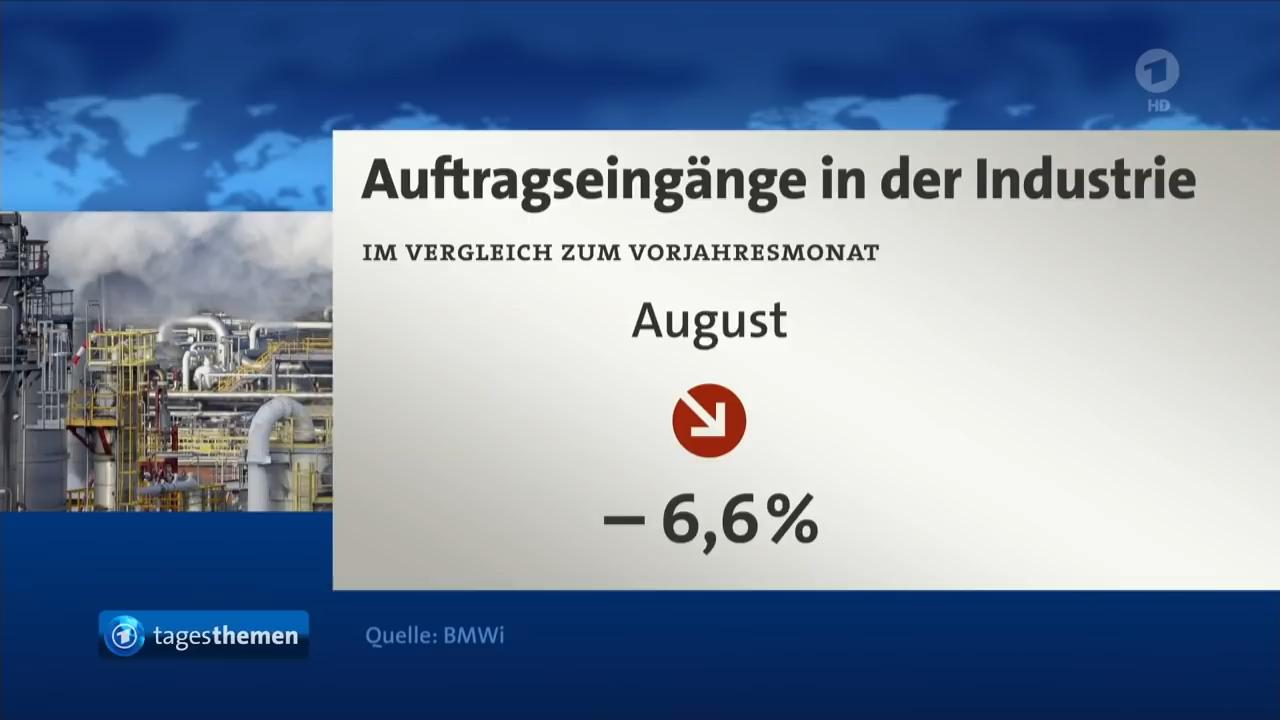 HD
Auftragseingänge in der Industrie
IM VERGLEICH ZUM VORJAHRESMONAT
August
– 6,6%
tagesthemen
Quelle: BMWi